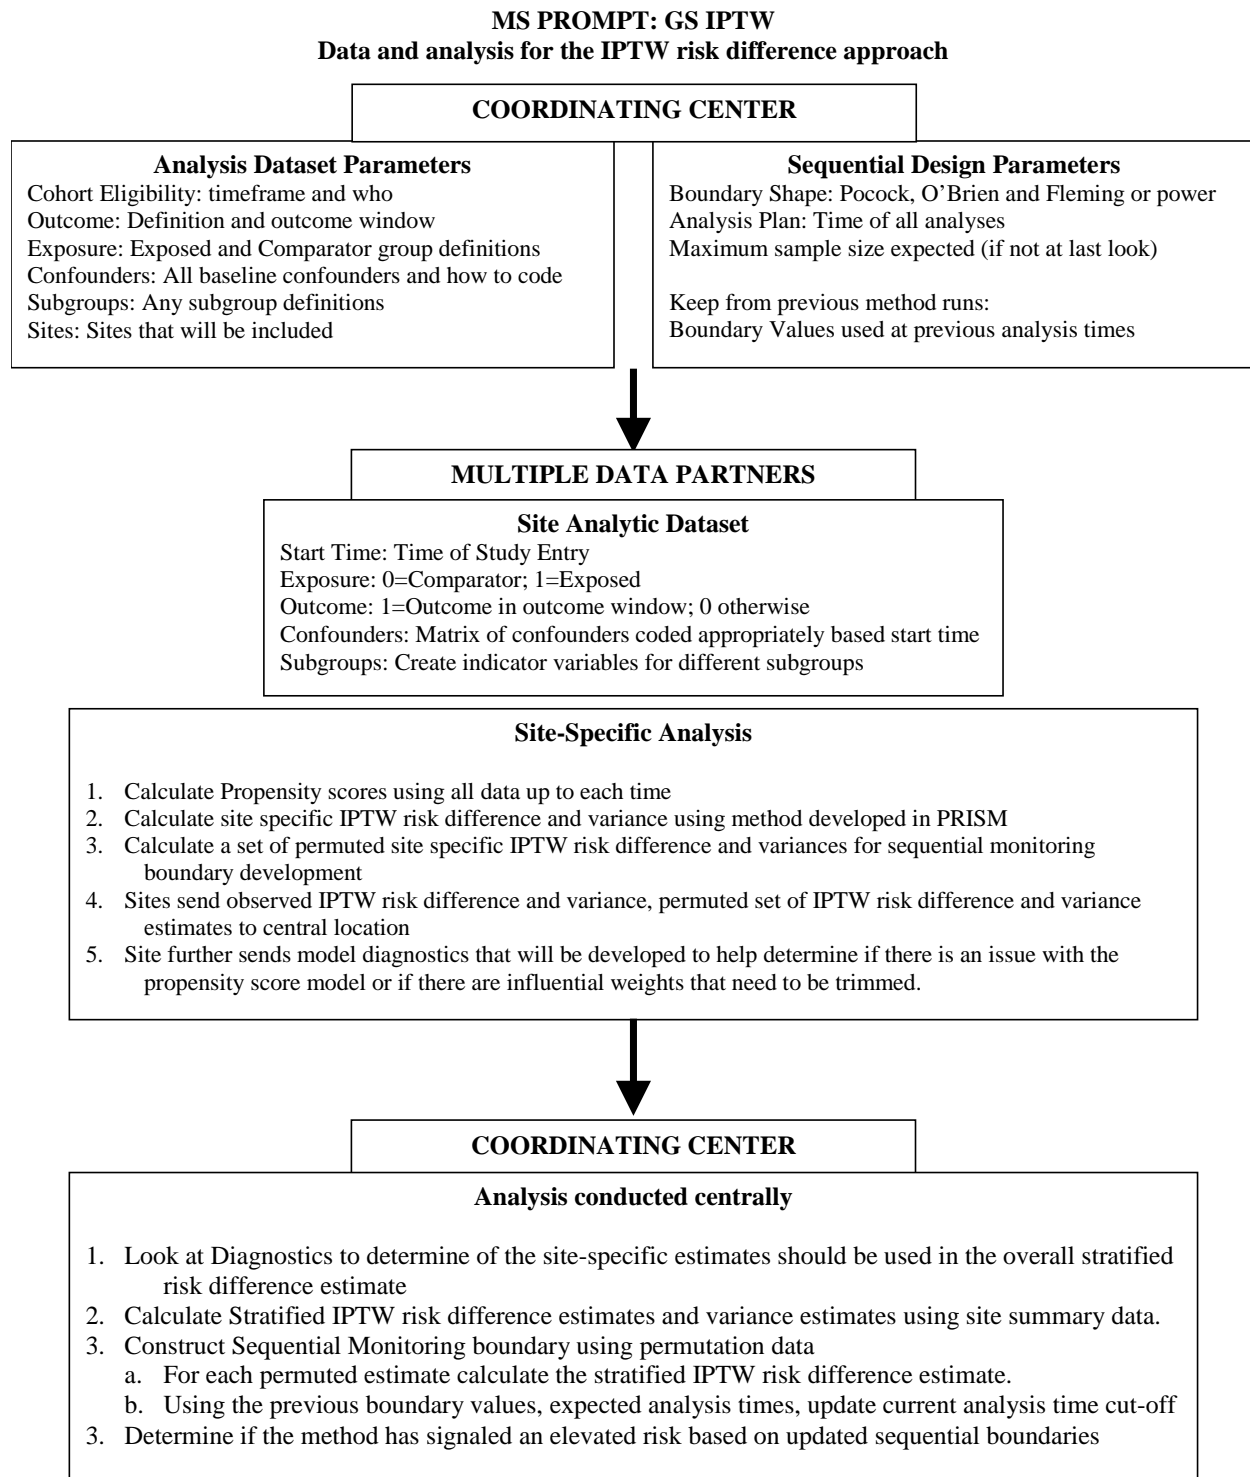 MS PROMPT: GS IPTW
Data and analysis for the IPTW risk difference approach
COORDINATING CENTER
Analysis Dataset Parameters
Cohort Eligibility: timeframe and who
Outcome: Definition and outcome window
Exposure: Exposed and Comparator group definitions
Confounders: All baseline confounders and how to code
Subgroups: Any subgroup definitions
Sites: Sites that will be included
Sequential Design Parameters
Boundary Shape: Pocock, O’Brien and Fleming or power
Analysis Plan: Time of all analyses
Maximum sample size expected (if not at last look)
Keep from previous method runs:
Boundary Values used at previous analysis times
MULTIPLE DATA PARTNERS
Site Analytic Dataset
Start Time: Time of Study Entry
Exposure: 0=Comparator; 1=Exposed
Outcome: 1=Outcome in outcome window; 0 otherwise
Confounders: Matrix of confounders coded appropriately based start time
Subgroups: Create indicator variables for different subgroups
Site-Specific Analysis
1. Calculate Propensity scores using all data up to each time
2. Calculate site specific IPTW risk difference and variance using method developed in PRISM
3. Calculate a set of permuted site specific IPTW risk difference and variances for sequential monitoring
boundary development
4. Sites send observed IPTW risk difference and variance, permuted set of IPTW risk difference and variance
estimates to central location
5. Site further sends model diagnostics that will be developed to help determine if there is an issue with the
propensity score model or if there are influential weights that need to be trimmed.
COORDINATING CENTER
Analysis conducted centrally
1. Look at Diagnostics to determine of the site-specific estimates should be used in the overall stratified
risk difference estimate
2. Calculate Stratified IPTW risk difference estimates and variance estimates using site summary data.
3. Construct Sequential Monitoring boundary using permutation data
a. For each permuted estimate calculate the stratified IPTW risk difference estimate.
b. Using the previous boundary values, expected analysis times, update current analysis time cut-off
3. Determine if the method has signaled an elevated risk based on updated sequential boundaries